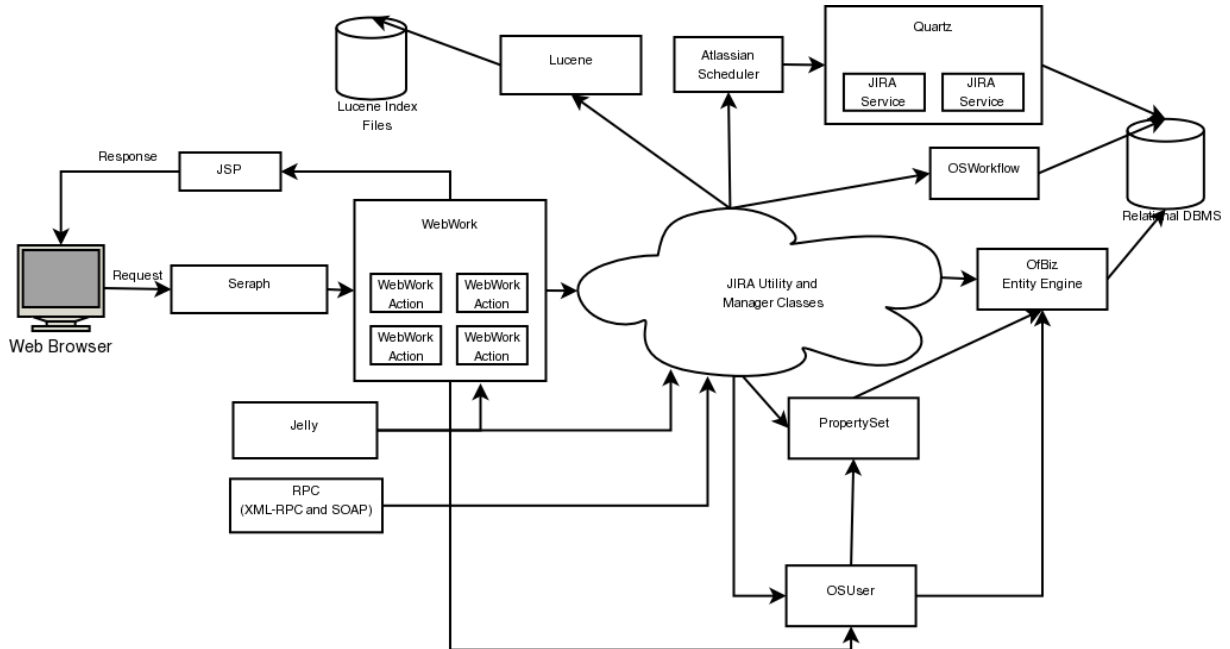 Quartz
Lucene
Atlassian
Scheduler
JIRA
Service
JIRA
Service
Lucene Index
Files
Response
JSP
OSWorkflow
Relational DBMS
WebWork
Request
Seraph
WebWork
Action
WebWork
Action
WebWork
Action
WebWork
Action
JIRA Utility and
Manager Classes
OfBiz
Entity Engine
Web Browser
Jelly
PropertySet
RPC
(XML-RPC and SOAP)
OSUser